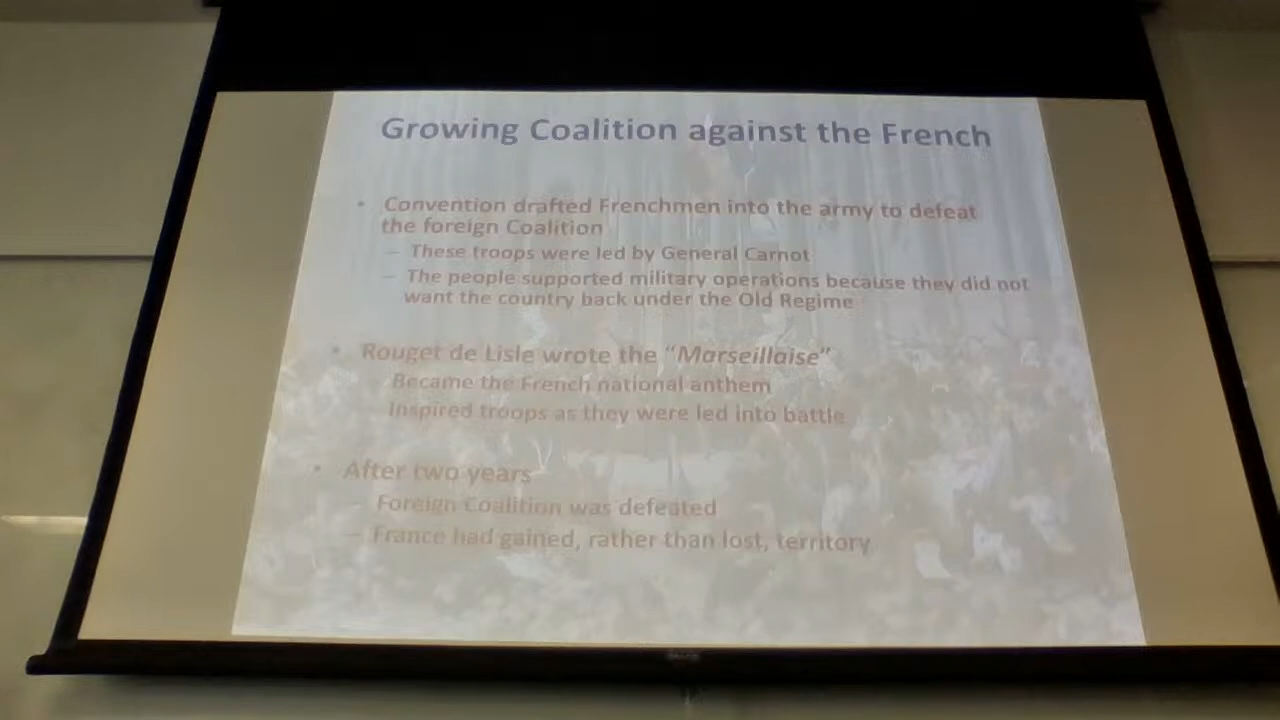 Growing Coalition against the French
• Convention drafted Frenchmen into the army to defeat
the foreign Coalition
– These troops were led by General Carnot
– The people supported military operations because they did not
want the country back under the Old Regime
• Rouget de Lisle wrote the “Marseillaise”
Became the French national anthem
Inspired troops as they were led into battle
• After two years
– Foreign Coalition was defeated
– France had gained, rather than lost, territory